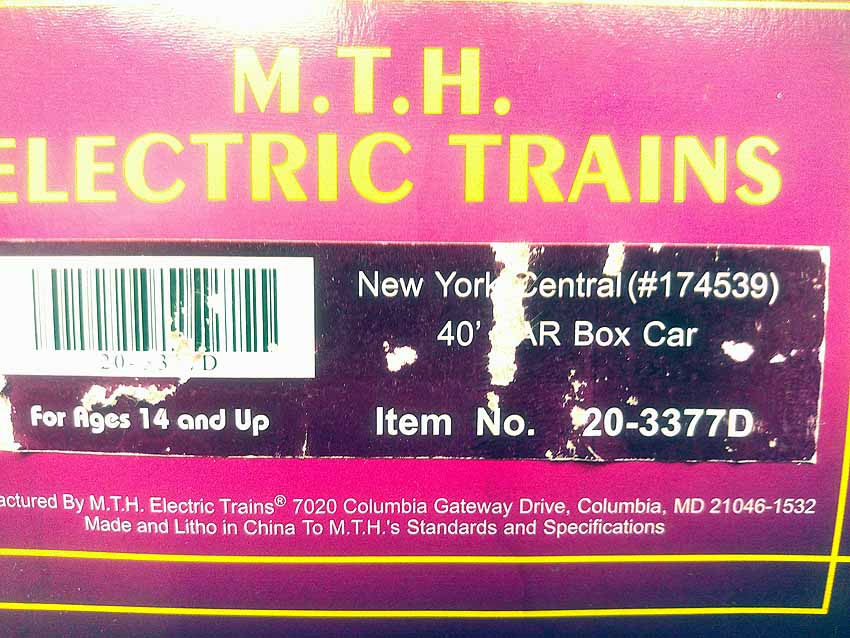 M.T.H.
ELECTRIC TRAINS
New York Central (#174539)
40' AR Box Car
For Ages 14 and Up
Item No. 20-3377D
actured By M.T.H. Electric Trains® 7020 Columbia Gateway Drive, Columbia, MD 21046-1532
Made and Litho in China To M.T.H.'s Standards and Specifications